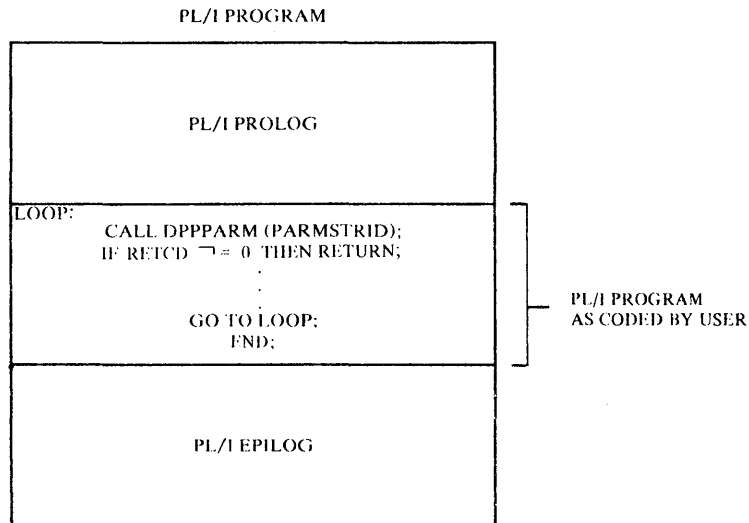 PL/I PROGRAM
PL/I PROLOG
LOOP:
CALL DPPPARM (PARMSTRID);
IF RETCD ¬= 0 THEN RETURN;
.
.
.
GO TO LOOP;
END;
PL/I PROGRAM
AS CODED BY USER
PL/I EPILOG